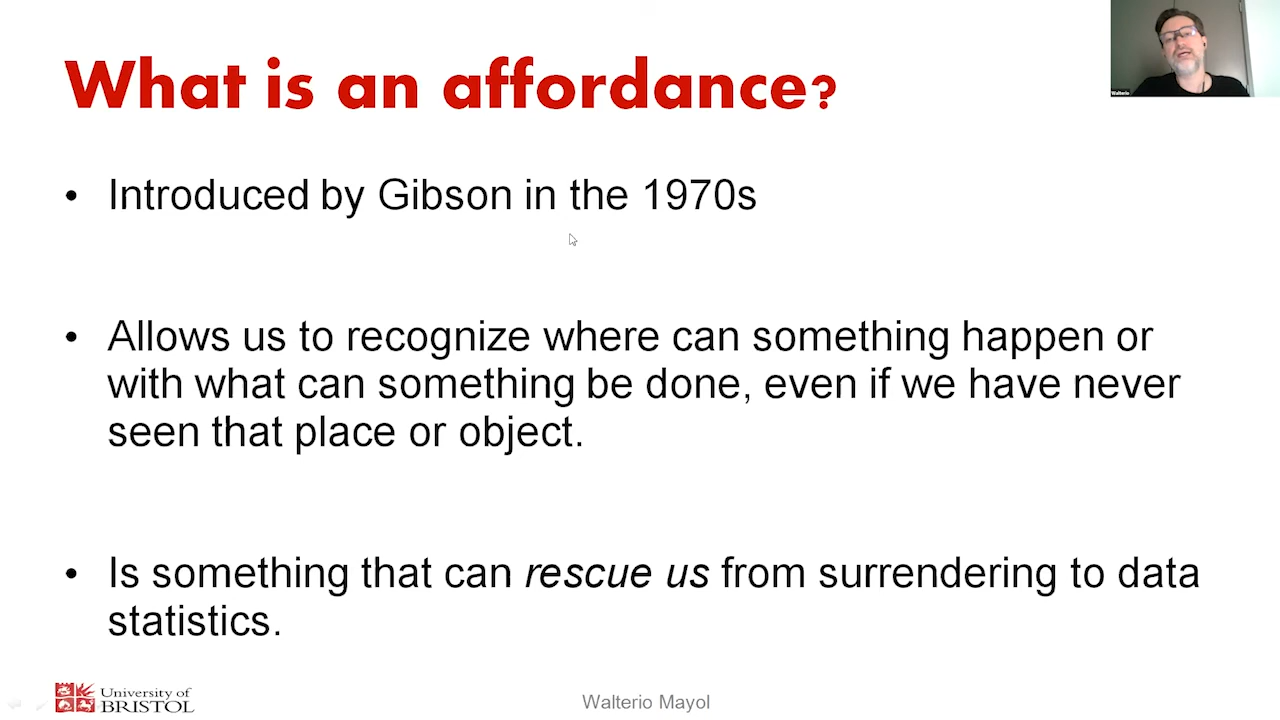 What is an affordance?
Walterio
• Introduced by Gibson in the 1970s
• Allows us to recognize where can something happen or
with what can something be done, even if we have never
seen that place or object.
• Is something that can rescue us from surrendering to data
statistics.
University of
BRISTOL
Walterio Mayol